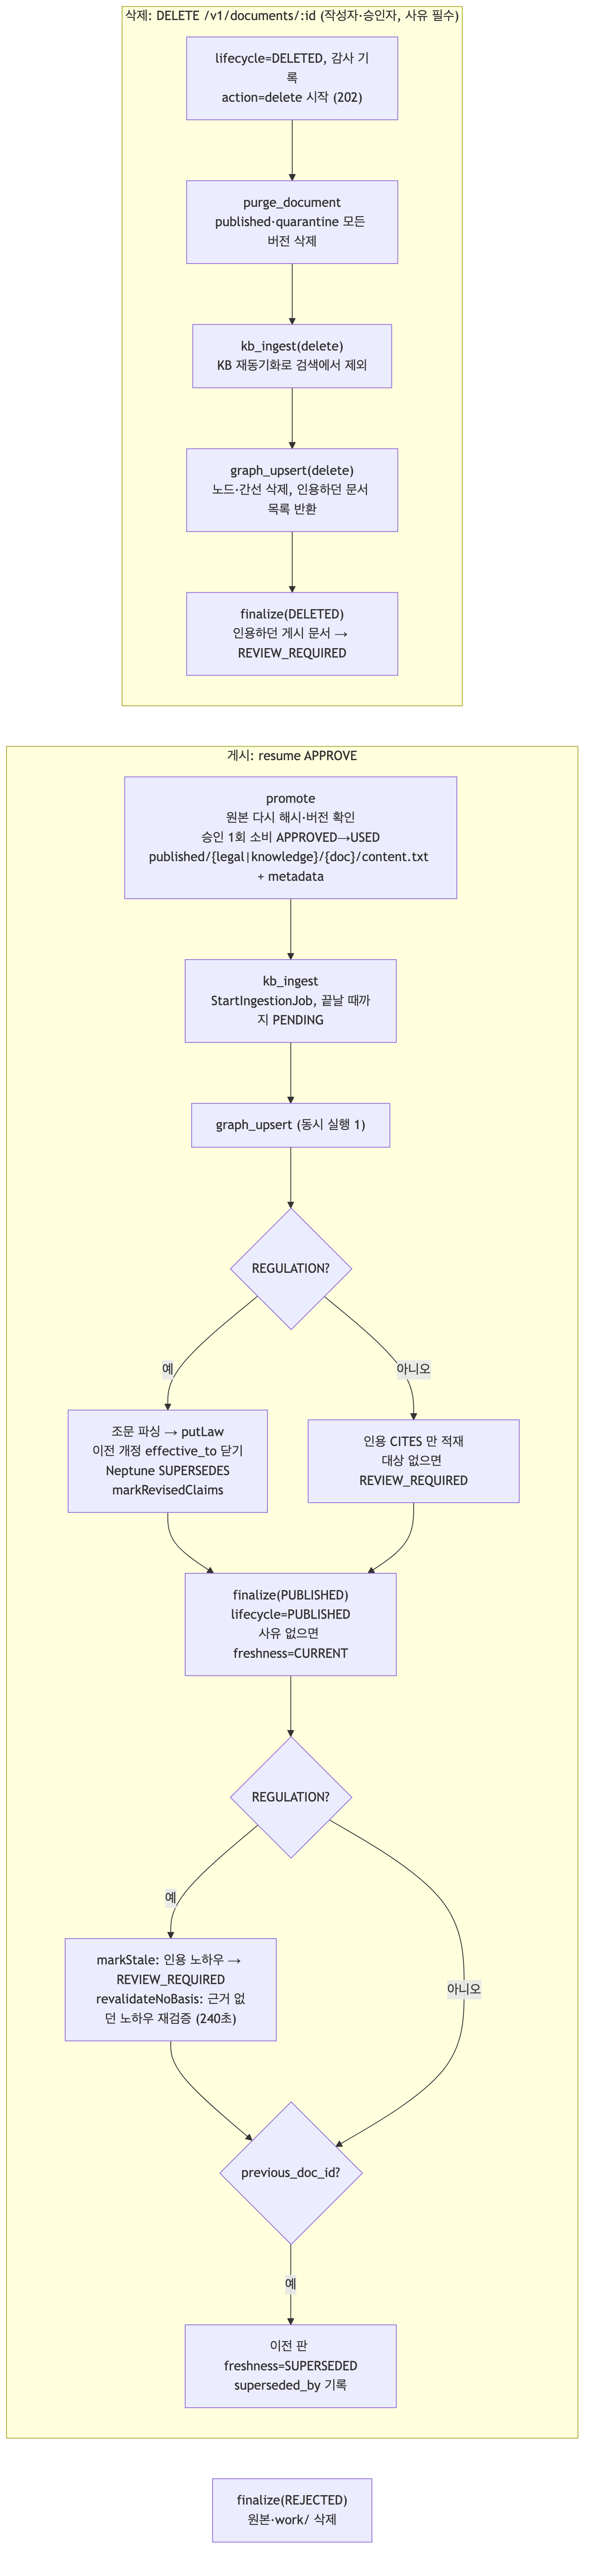 삭제: DELETE /v1/documents/:id (작성자·승인자, 사유 필수)
lifecycle=DELETED, 감사 기
록
action=delete 시작 (202)
purge_document
published·quarantine 모든
버전 삭제
kb_ingest(delete)
KB 재동기화로 검색에서 제외
graph_upsert(delete)
노드·간선 삭제, 인용하던 문서
목록 반환
finalize(DELETED)
인용하던 게시 문서 →
REVIEW_REQUIRED
게시: resume APPROVE
promote
원본 다시 해시·버전 확인
승인 1회 소비 APPROVED→USED
published/{legal|knowledge}/{doc}/content.txt
+ metadata
kb_ingest
StartIngestionJob, 끝날 때까
지 PENDING
graph_upsert (동시 실행 1)
REGULATION?
예
아니오
조문 파싱 → putLaw
이전 개정 effective_to 닫기
Neptune SUPERSEDES
markRevisedClaims
인용 CITES 만 적재
대상 없으면
REVIEW_REQUIRED
finalize(PUBLISHED)
lifecycle=PUBLISHED
사유 없으면
freshness=CURRENT
REGULATION?
예
markStale: 인용 노하우 →
REVIEW_REQUIRED
revalidateNoBasis: 근거 없
던 노하우 재검증 (240초)
아니오
previous_doc_id?
예
이전 판
freshness=SUPERSEDED
superseded_by 기록
finalize(REJECTED)
원본·work/ 삭제